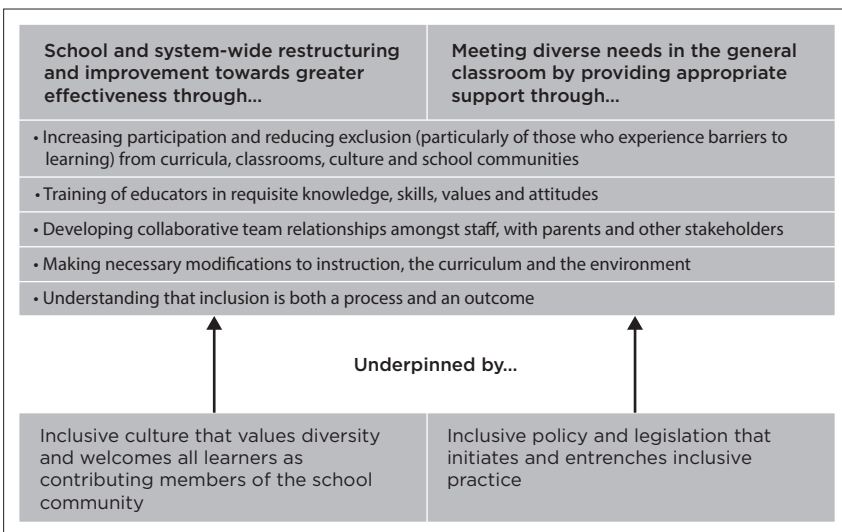 School and system-wide restructuring
and improvement towards greater
effectiveness through...
Meeting diverse needs in the general
classroom by providing appropriate
support through...
• Increasing participation and reducing exclusion (particularly of those who experience barriers to
learning) from curricula, classrooms, culture and school communities
• Training of educators in requisite knowledge, skills, values and attitudes
• Developing collaborative team relationships amongst staff, with parents and other stakeholders
• Making necessary modifications to instruction, the curriculum and the environment
• Understanding that inclusion is both a process and an outcome
Underpinned by...
Inclusive culture that values diversity
and welcomes all learners as
contributing members of the school
community
Inclusive policy and legislation that
initiates and entrenches inclusive
practice